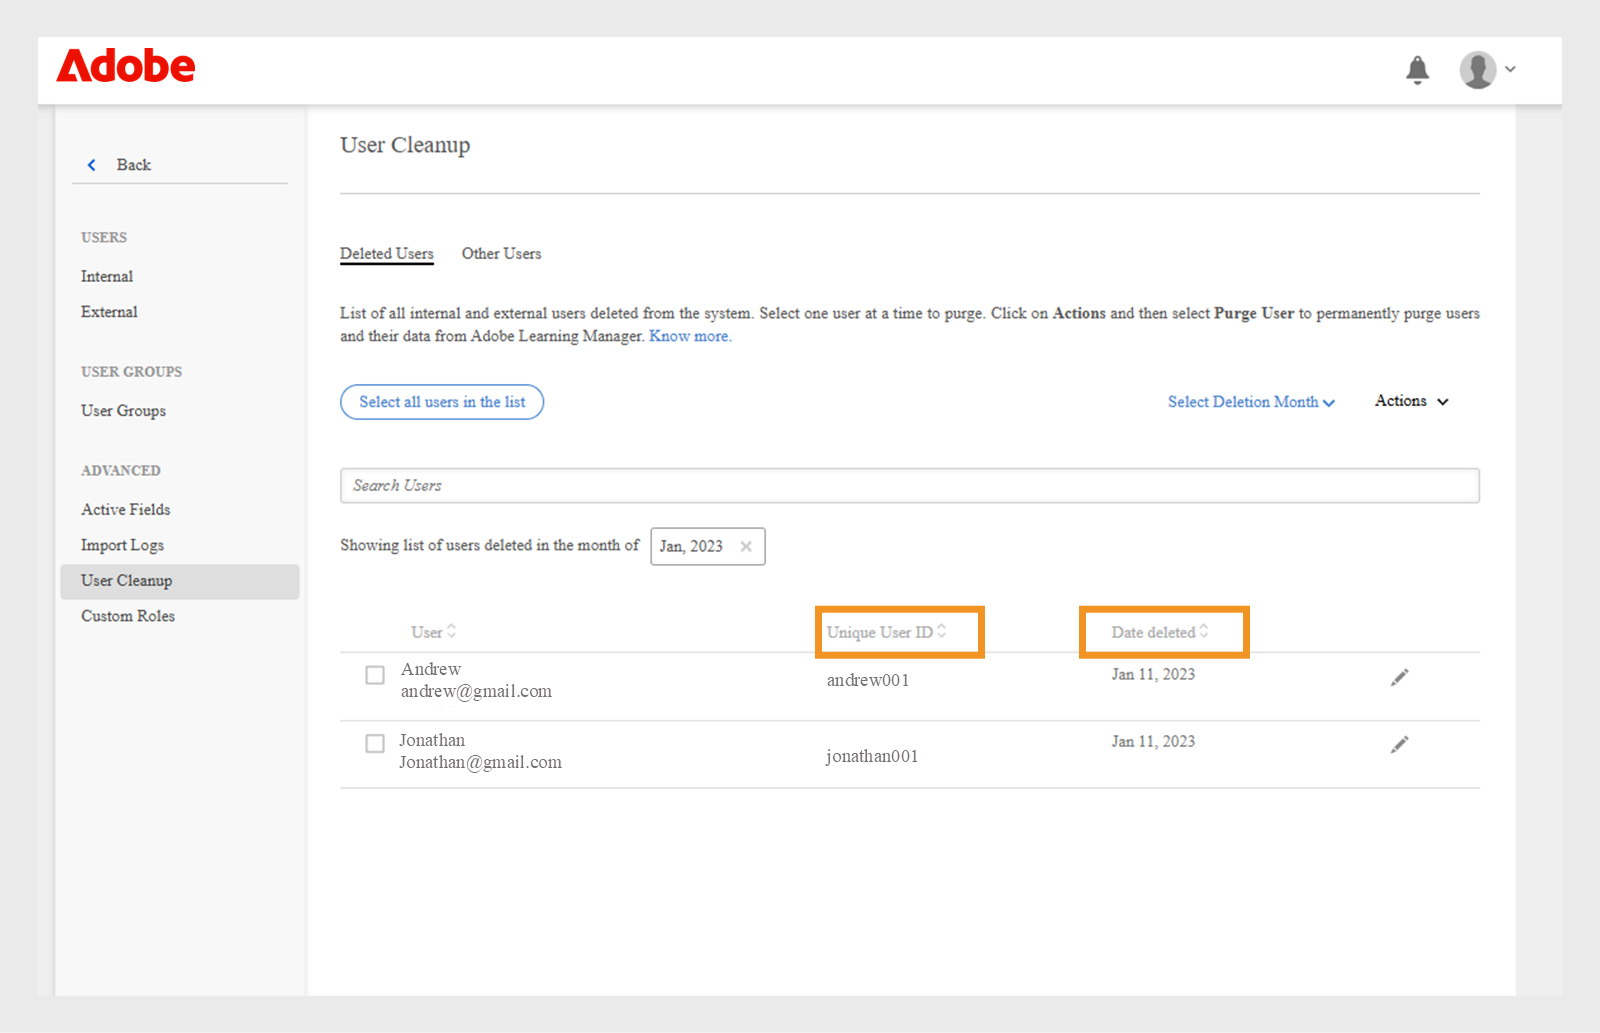 Adobe
Back
USERS
Internal
External
USER GROUPS
User Groups
ADVANCED
Active Fields
Import Logs
User Cleanup
Custom Roles
User Cleanup
Deleted Users
Other Users
List of all internal and external users deleted from the system. Select one user at a time to purge. Click on Actions and then select Purge User to permanently purge users
and their data from Adobe Learning Manager. Know more.
Select all users in the list
Select Deletion Month
Actions
Search Users
Showing list of users deleted in the month of Jan, 2023
User
Unique User ID
Date deleted
Andrew
andrew@gmail.com
andrew001
Jan 11, 2023
Jonathan
Jonathan@gmail.com
jonathan001
Jan 11, 2023